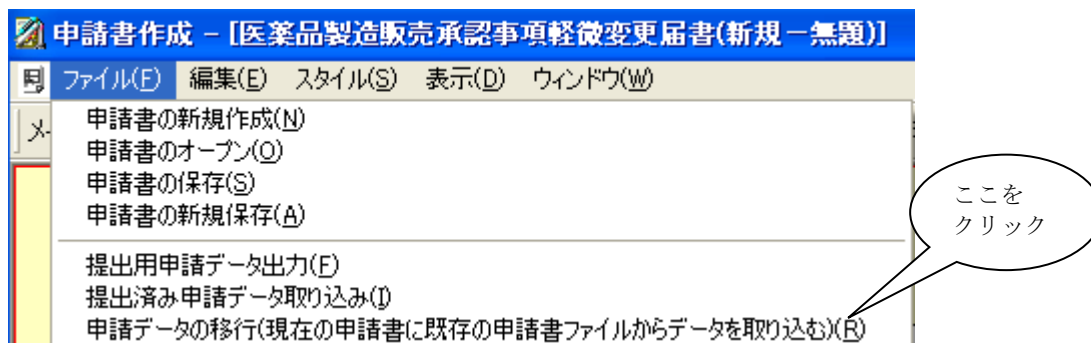 申請書作成 － [医薬品製造販売承認事項軽微変更届書(新規－無題)]
ファイル(F) 編集(E) スタイル(S) 表示(D) ウィンドウ(W)
申請書の新規作成(N)
申請書のオープン(O)
申請書の保存(S)
申請書の新規保存(A)
ここを
クリック
提出用申請データ出力(F)
提出済み申請データ取り込み(I)
申請データの移行(現在の申請書に既存の申請書ファイルからデータを取り込む)(R)